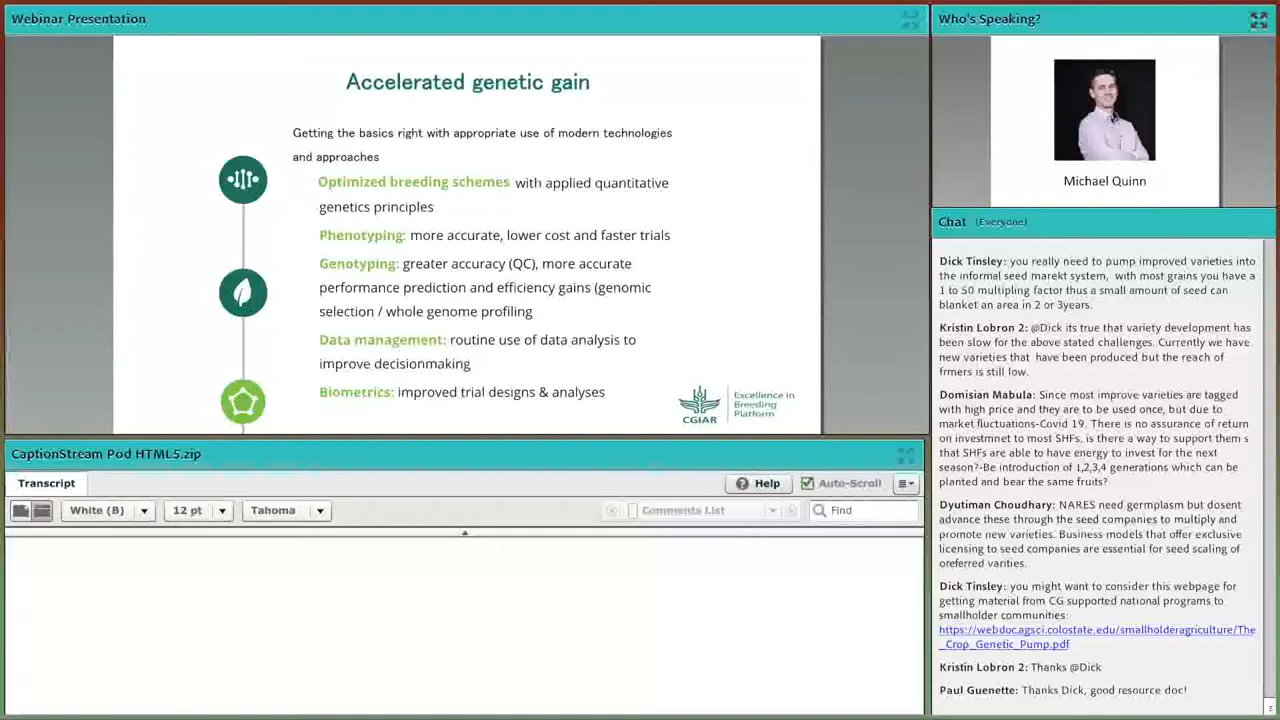 Webinar Presentation
Accelerated genetic gain
Getting the basics right with appropriate use of modern technologies
and approaches
Optimized breeding schemes with applied quantitative
genetics principles
Phenotyping: more accurate, lower cost and faster trials
Genotyping: greater accuracy (QC), more accurate
performance prediction and efficiency gains (genomic
selection / whole genome profiling
Data management: routine use of data analysis to
improve decisionmaking
Biometrics: improved trial designs & analyses
CGIAR
Excellence in
Breeding
Platform
CaptionStream Pod HTML5.zip
Transcript
Help
Auto-Scroll
White (B)
12 pt
Tahoma
Comments List
Find
Who's Speaking?
Michael Quinn
Chat (Everyone)
Dick Tinsley: you really need to pump improved varieties into
the informal seed marekt system, with most grains you have a
1 to 50 multipling factor thus a small amount of seed can
blanket an area in 2 or 3years.
Kristin Lobron 2: @Dick its true that variety development has
been slow for the above stated challenges. Currently we have
new varieties that have been produced but the reach of
frmers is still low.
Domisian Mabula: Since most improve varieties are tagged
with high price and they are to be used once, but due to
market fluctuations-Covid 19. There is no assurance of return
on investmnet to most SHFs, is there a way to support them s
that SHFs are able to have energy to invest for the next
season?-Be introduction of 1,2,3,4 generations which can be
planted and bear the same fruits?
Dyutiman Choudhary: NARES need germplasm but dosent
advance these through the seed companies to multiply and
promote new varieties. Business models that offer exclusive
licensing to seed companies are essential for seed scaling of
oreferred varities.
Dick Tinsley: you might want to consider this webpage for
getting material from CG supported national programs to
smallholder communities:
https://webdoc.agsci.colostate.edu/smallholderagriculture/The
_Crop_Genetic_Pump.pdf
Kristin Lobron 2: Thanks @Dick
Paul Guenette: Thanks Dick, good resource doc!